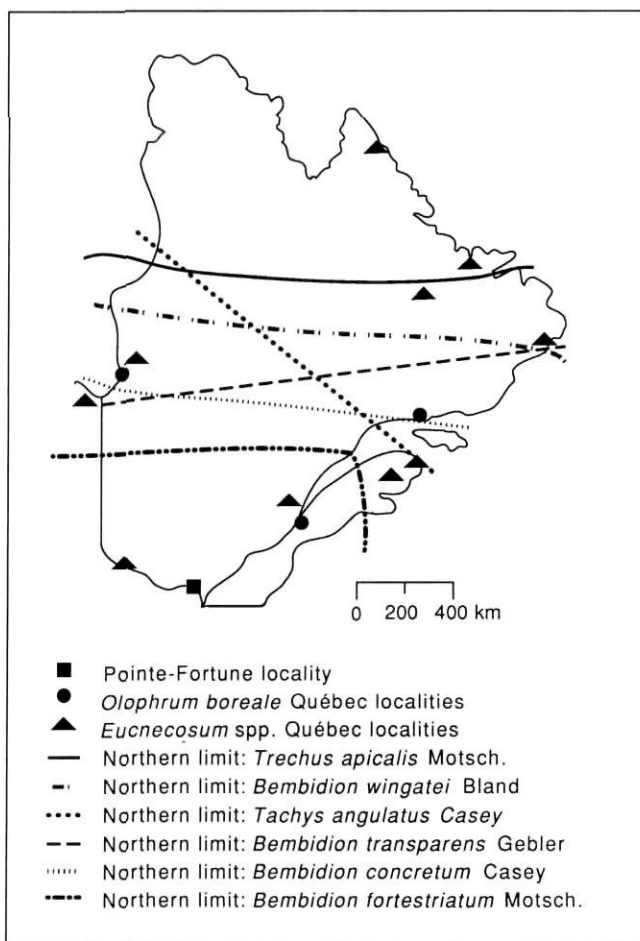 0 200 400 km
Pointe-Fortune locality
Olophrum boreale Québec localities
Eucnecosum spp. Québec localities
Northern limit: Trechus apicalis Motsch.
Northern limit: Bembidion wingatei Bland
Northern limit: Tachys angulatus Casey
Northern limit: Bembidion transparens Gebler
Northern limit: Bembidion concretum Casey
Northern limit: Bembidion fortestriatum Motsch.